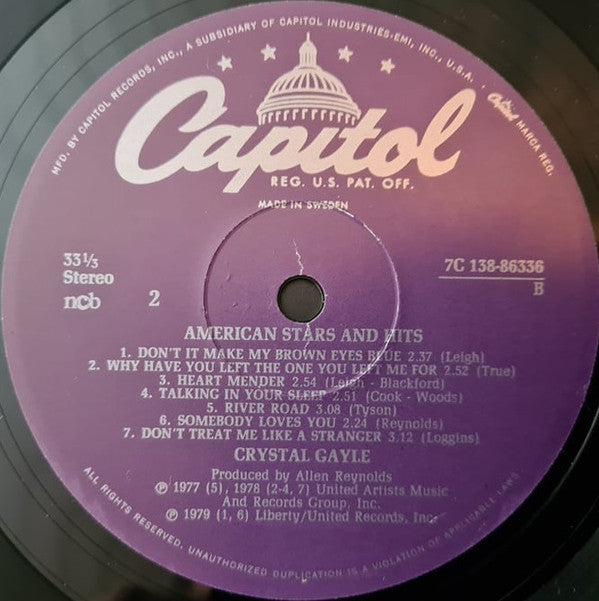 MFD. BY CAPITOL RECORDS, INC., A SUBSIDIARY OF CAPITOL INDUSTRIES-EMI, INC., U.S.A. · Capitol MARCA REG.
Capitol
REG. U.S. PAT. OFF.
MADE IN SWEDEN
33⅓
Stereo
ncb
2
7C 138-86336
B
AMERICAN STARS AND HITS
1. DON'T IT MAKE MY BROWN EYES BLUE 2.37 (Leigh)
2. WHY HAVE YOU LEFT THE ONE YOU LEFT ME FOR 2.52 (True)
3. HEART MENDER 2.54 (Leigh - Blackford)
4. TALKING IN YOUR SLEEP 2.51 (Cook - Woods)
5. RIVER ROAD 3.08 (Tyson)
6. SOMEBODY LOVES YOU 2.24 (Reynolds)
7. DON'T TREAT ME LIKE A STRANGER 3.12 (Loggins)
CRYSTAL GAYLE
Produced by Allen Reynolds
℗ 1977 (5), 1978 (2-4, 7) United Artists Music
And Records Group, Inc.
℗ 1979 (1, 6) Liberty/United Records, Inc.
ALL RIGHTS RESERVED. UNAUTHORIZED DUPLICATION IS A VIOLATION OF APPLICABLE LAWS